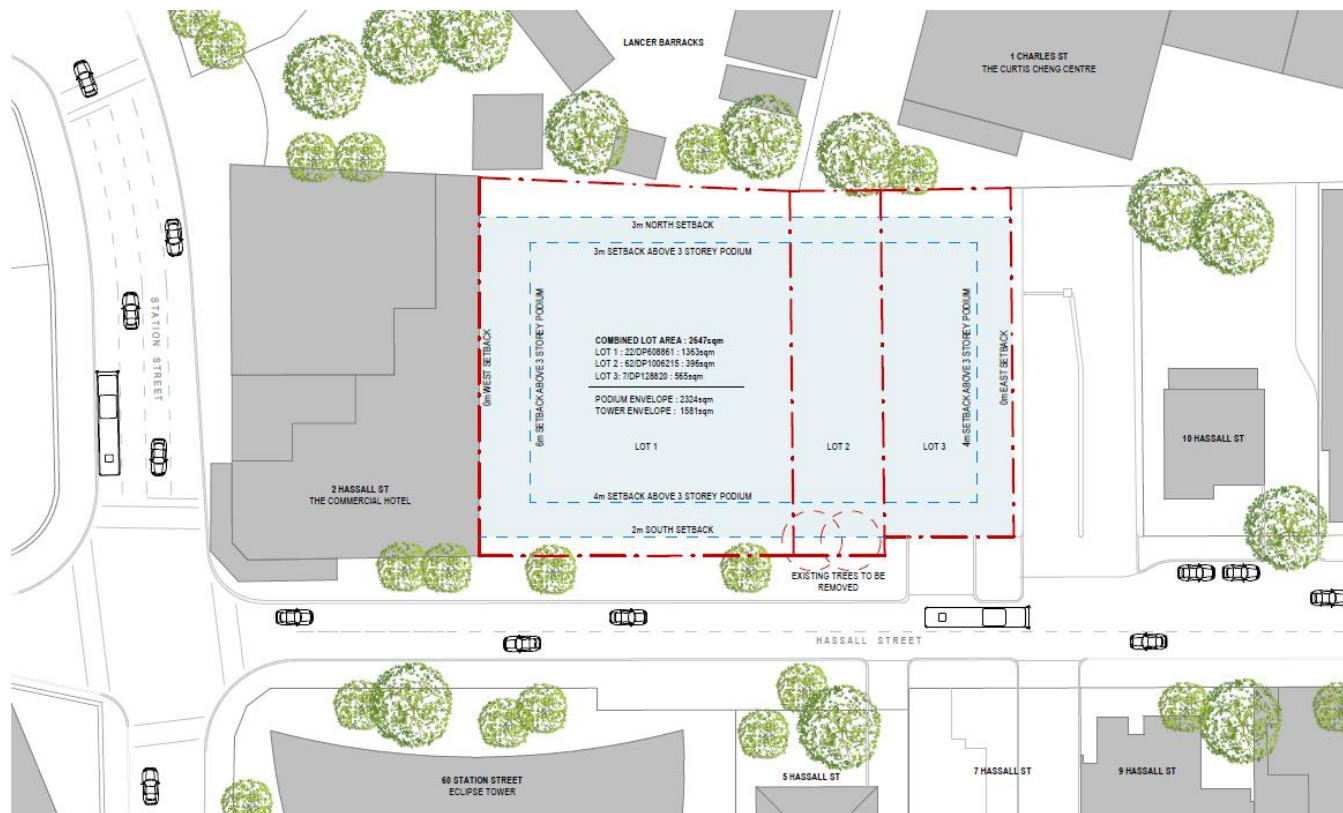 LANCER BARRACKS
1 CHARLES ST
THE CURTIS CHENG CENTRE
3m NORTH SETBACK
3m SETBACK ABOVE 3 STOREY PODIUM
STATION STREET
0m WEST SETBACK
6m SETBACK ABOVE 3 STOREY PODIUM
COMBINED LOT AREA : 2647sqm
LOT 1 : 22/DP608861 : 1363sqm
LOT 2 : 62/DP1006215 : 396sqm
LOT 3: 7/DP128820 : 565sqm
PODIUM ENVELOPE : 2324sqm
TOWER ENVELOPE : 1581sqm
4m SETBACK ABOVE 3 STOREY PODIUM
0m EAST SETBACK
LOT 1
LOT 2
LOT 3
10 HASSALL ST
2 HASSALL ST
THE COMMERCIAL HOTEL
4m SETBACK ABOVE 3 STOREY PODIUM
2m SOUTH SETBACK
EXISTING TREES TO BE
REMOVED
HASSALL STREET
60 STATION STREET
ECLIPSE TOWER
5 HASSALL ST
7 HASSALL ST
9 HASSALL ST